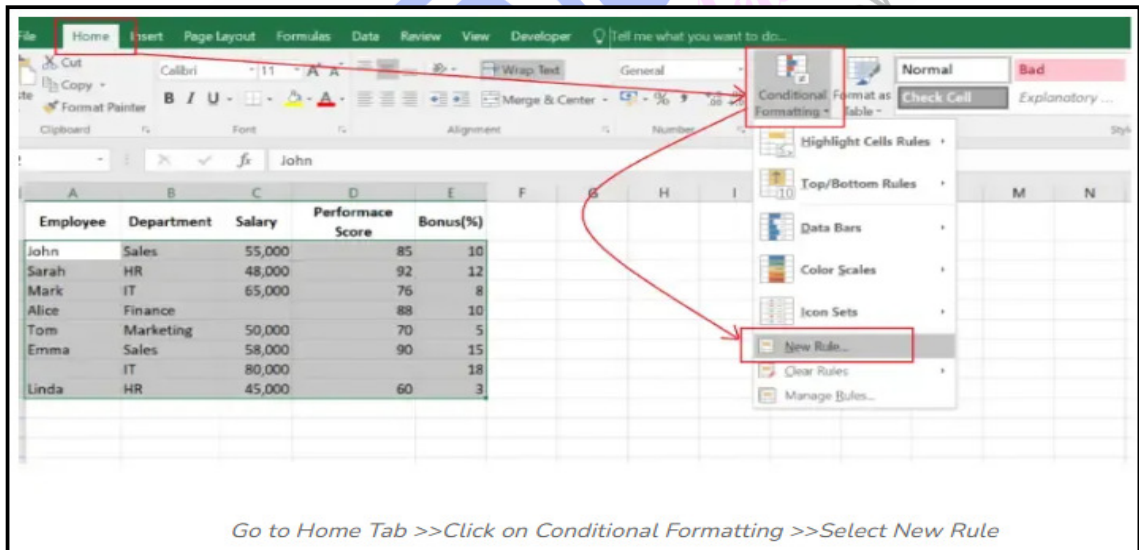 File Home Insert Page Layout Formulas Data Review View Developer Tell me what you want to do...
Cut
Copy
Format Painter
Clipboard
Calibri 11 A A
B I U A
Font
Wrap Text
Merge & Center
Alignment
General
% ,
Number
Conditional Formatting
Format as Table
Normal Bad
Check Cell Explanatory ...
Highlight Cells Rules
Top/Bottom Rules
Data Bars
Color Scales
Icon Sets
New Rule...
Clear Rules
Manage Rules...
fx John
A B C D E F G H I M N
Employee Department Salary Performace Score Bonus(%)
John Sales 55,000 85 10
Sarah HR 48,000 92 12
Mark IT 65,000 76 8
Alice Finance 88 10
Tom Marketing 50,000 70 5
Emma Sales 58,000 90 15
IT 80,000 18
Linda HR 45,000 60 3
Go to Home Tab >>Click on Conditional Formatting >>Select New Rule